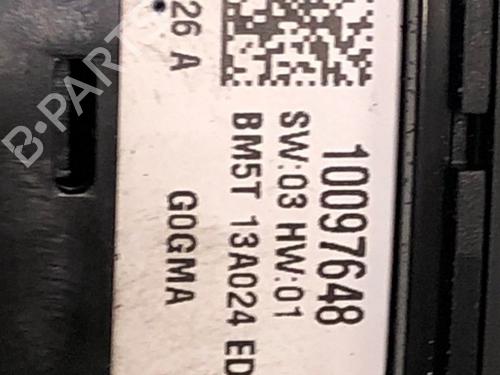 26 A
10097648
SW:03 HW:01
BM5T 13A024 ED
GOGMA
B-PARTS